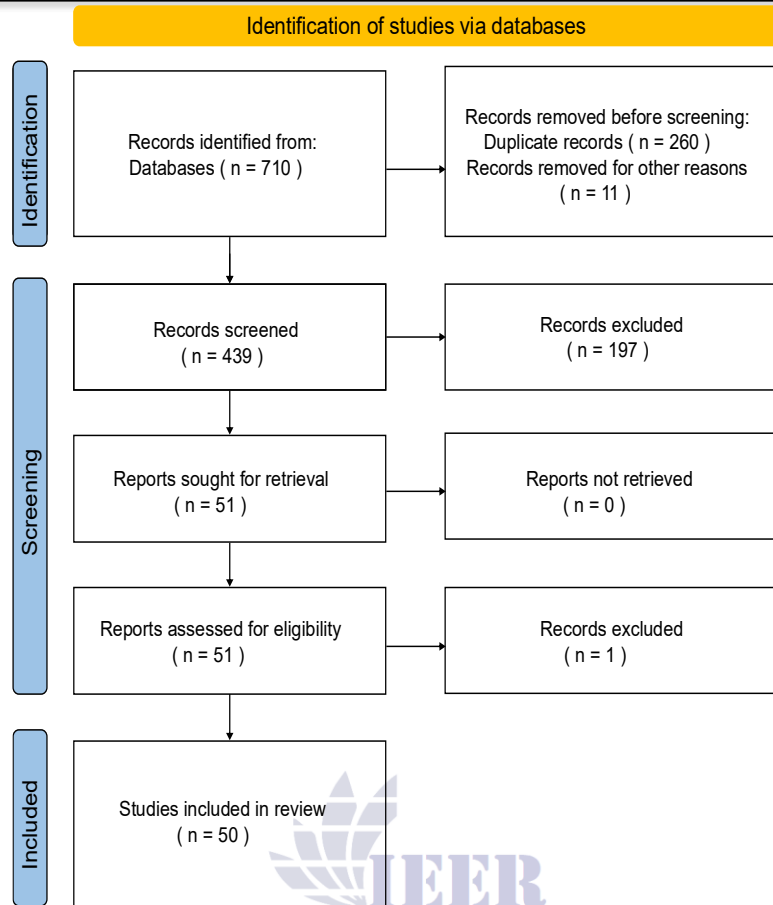 Identification of studies via databases
Identification
Records identified from:
Databases ( n = 710 )
Records removed before screening:
Duplicate records ( n = 260 )
Records removed for other reasons
( n = 11 )
Screening
Records screened
( n = 439 )
Records excluded
( n = 197 )
Reports sought for retrieval
( n = 51 )
Reports not retrieved
( n = 0 )
Reports assessed for eligibility
( n = 51 )
Records excluded
( n = 1 )
Included
Studies included in review
( n = 50 )
IEER